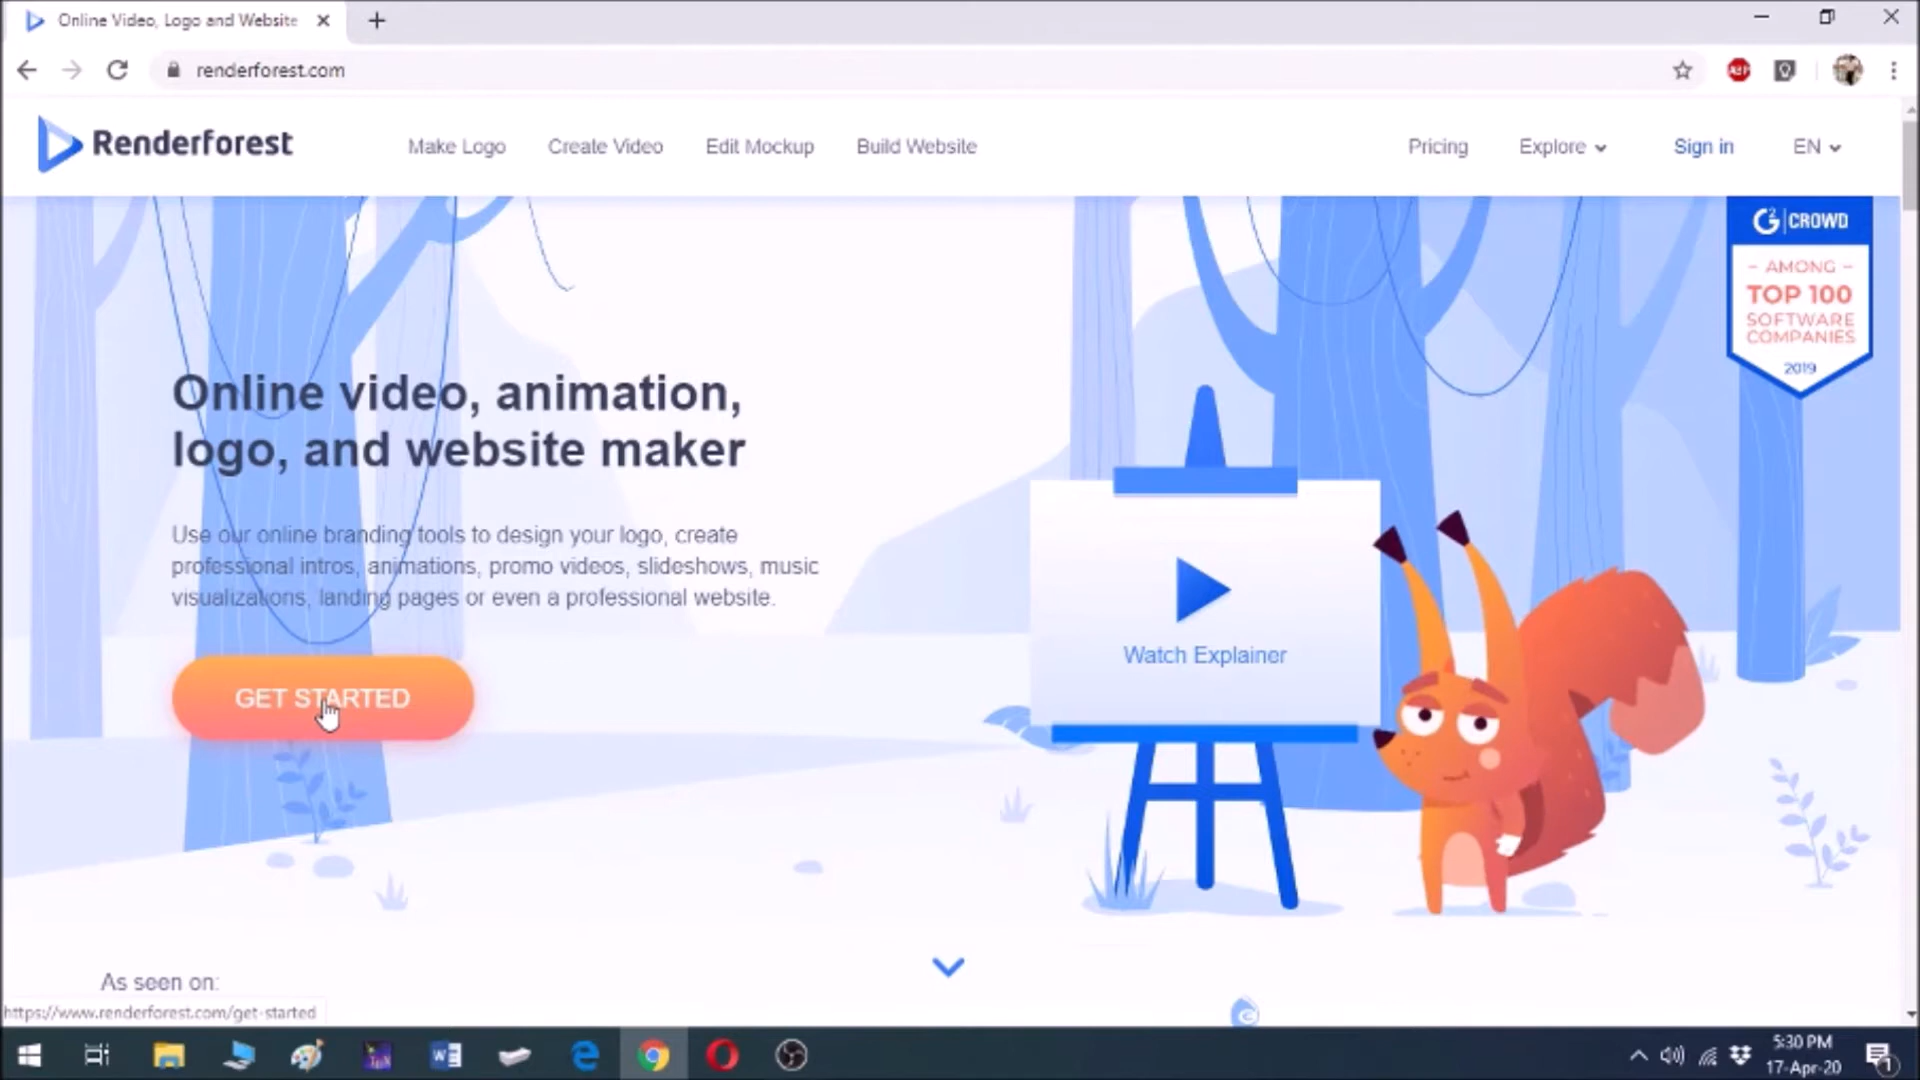 Online Video, Logo and Website
renderforest.com
ABP
Renderforest
Make Logo
Create Video
Edit Mockup
Build Website
Pricing
Explore
Sign in
EN
G2 | CROWD
- AMONG -
TOP 100
SOFTWARE
COMPANIES
2019
Online video, animation,
logo, and website maker
Use our online branding tools to design your logo, create
professional intros, animations, promo videos, slideshows, music
visualizations, landing pages or even a professional website.
GET STARTED
Watch Explainer
As seen on:
https://www.renderforest.com/get-started
5:30 PM
17-Apr-20
1